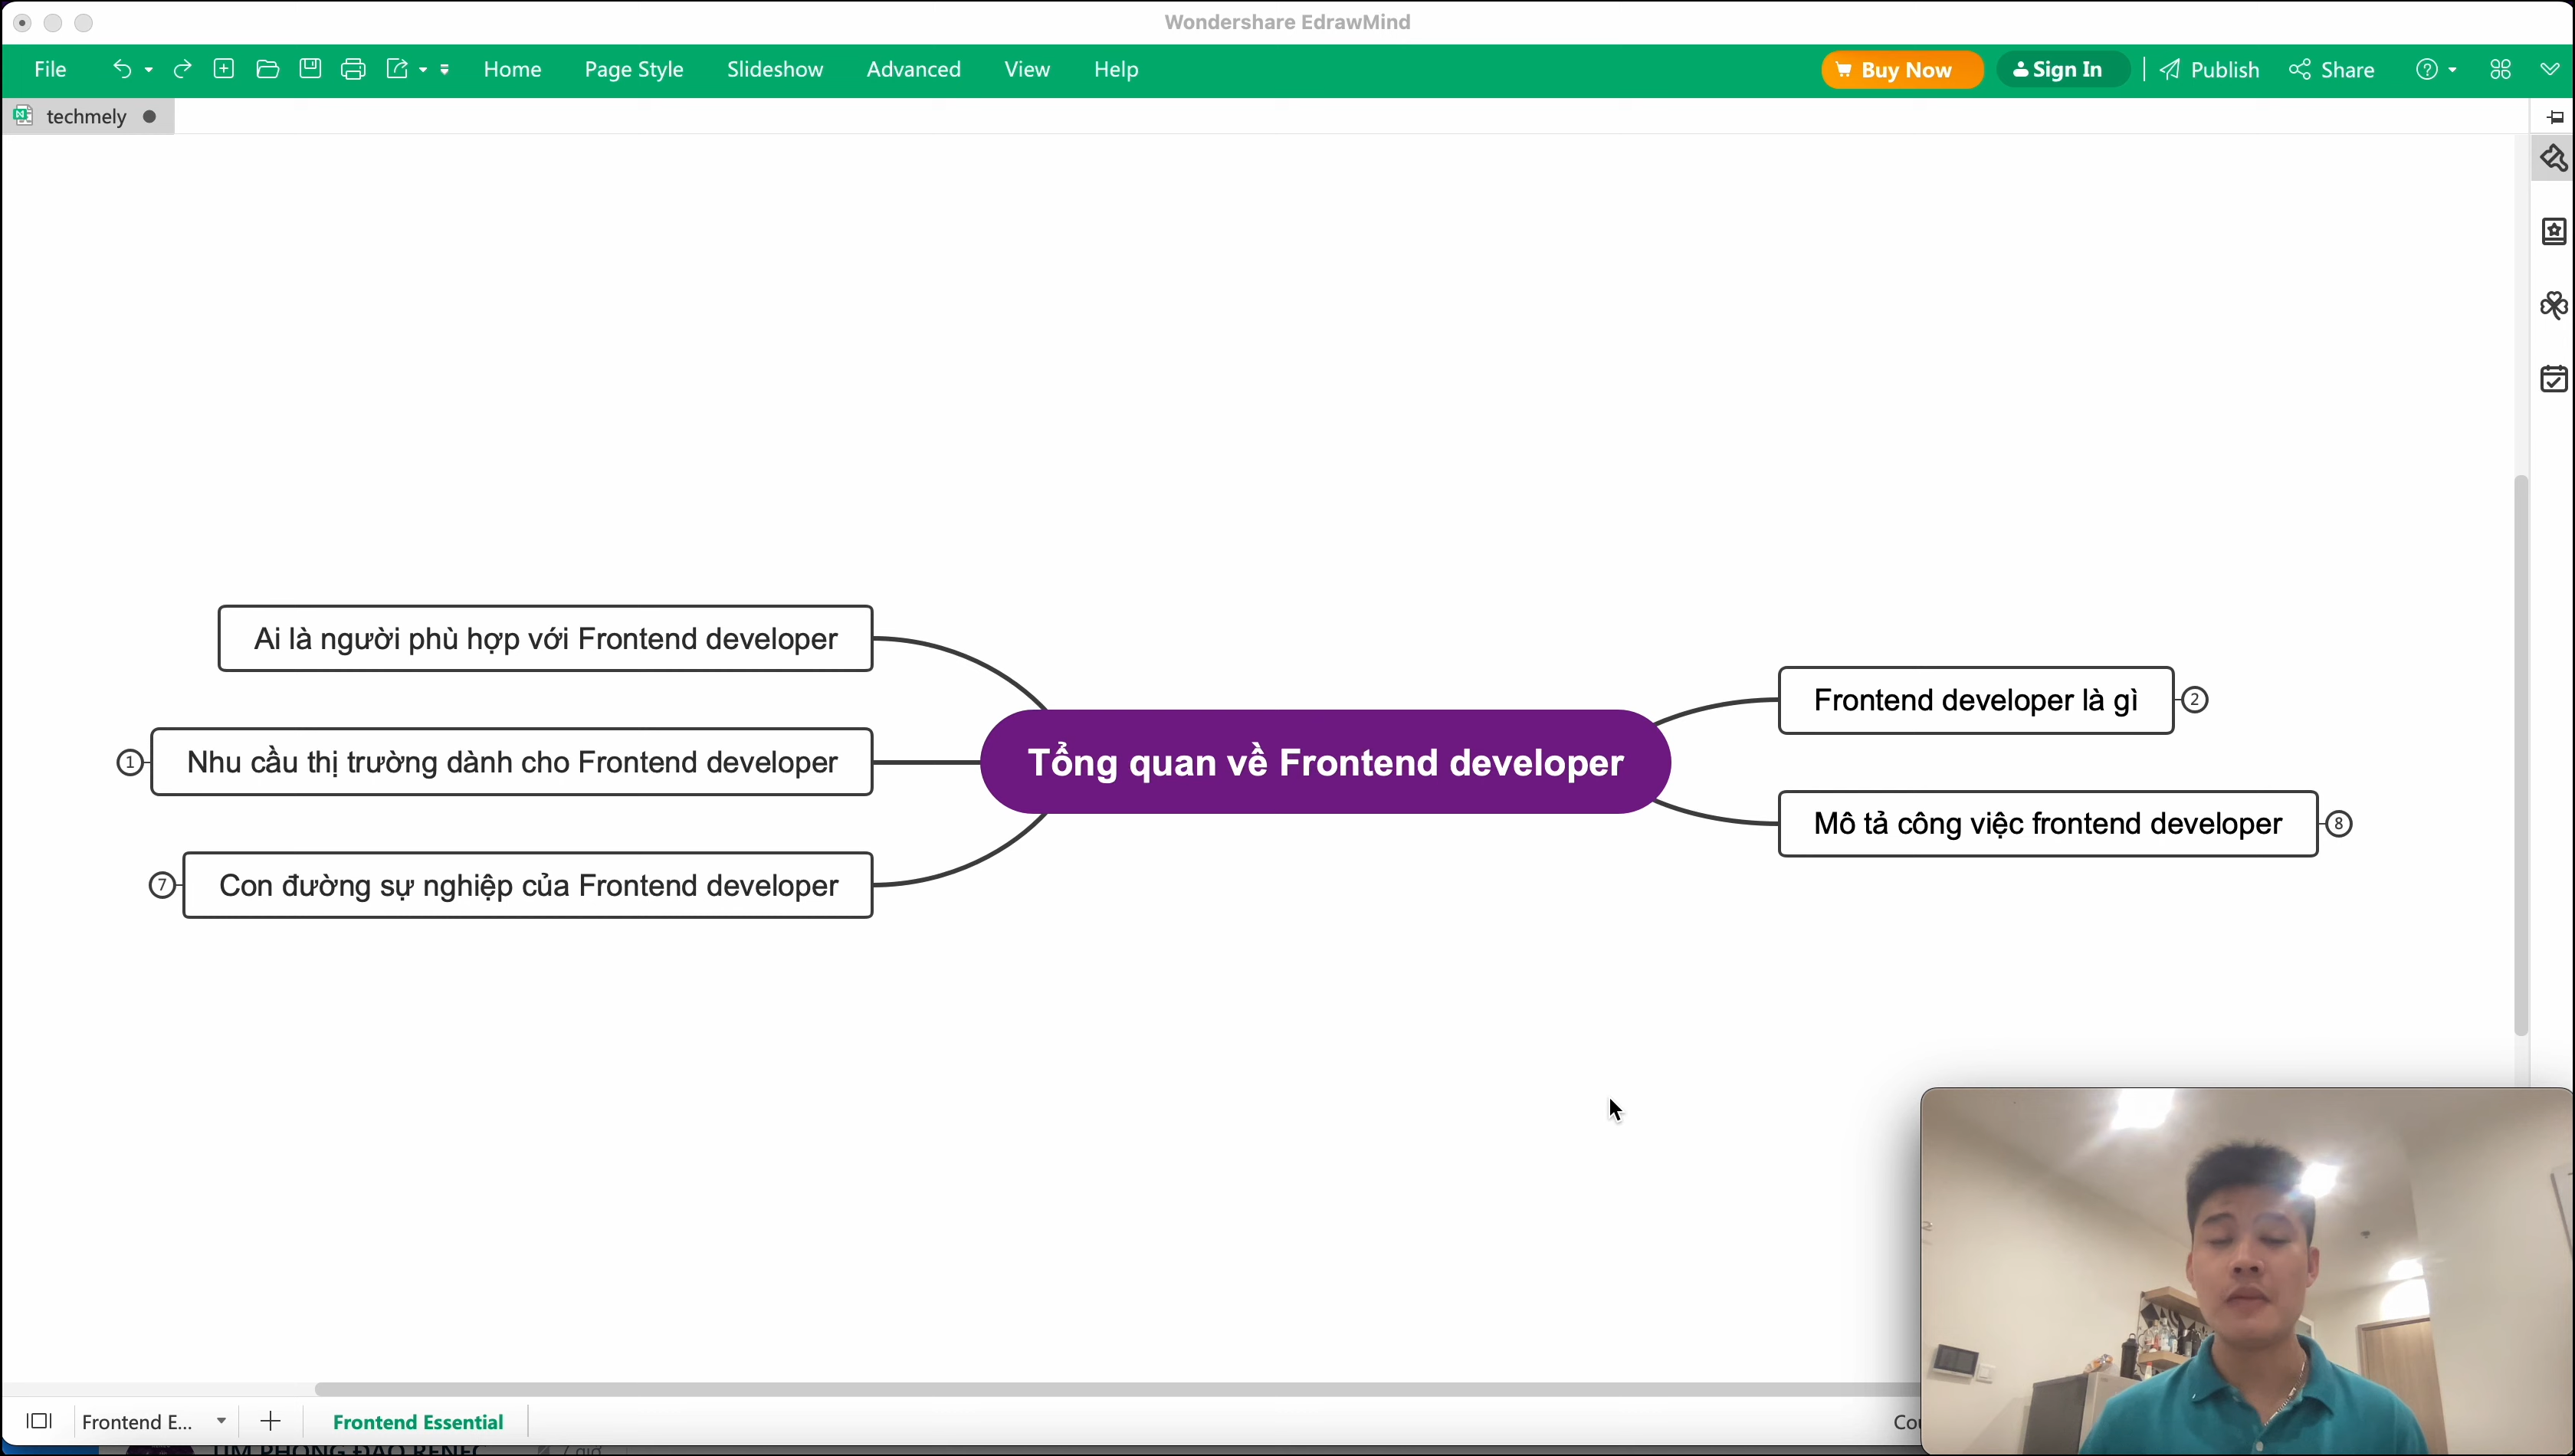 Wondershare EdrawMind
File Home Page Style Slideshow Advanced View Help Buy Now Sign In Publish Share
techmely
Ai là người phù hợp với Frontend developer
Frontend developer là gì 2
1 Nhu cầu thị trường dành cho Frontend developer
Tổng quan về Frontend developer
Mô tả công việc frontend developer 8
7 Con đường sự nghiệp của Frontend developer
Frontend E...
Frontend Essential
Cou